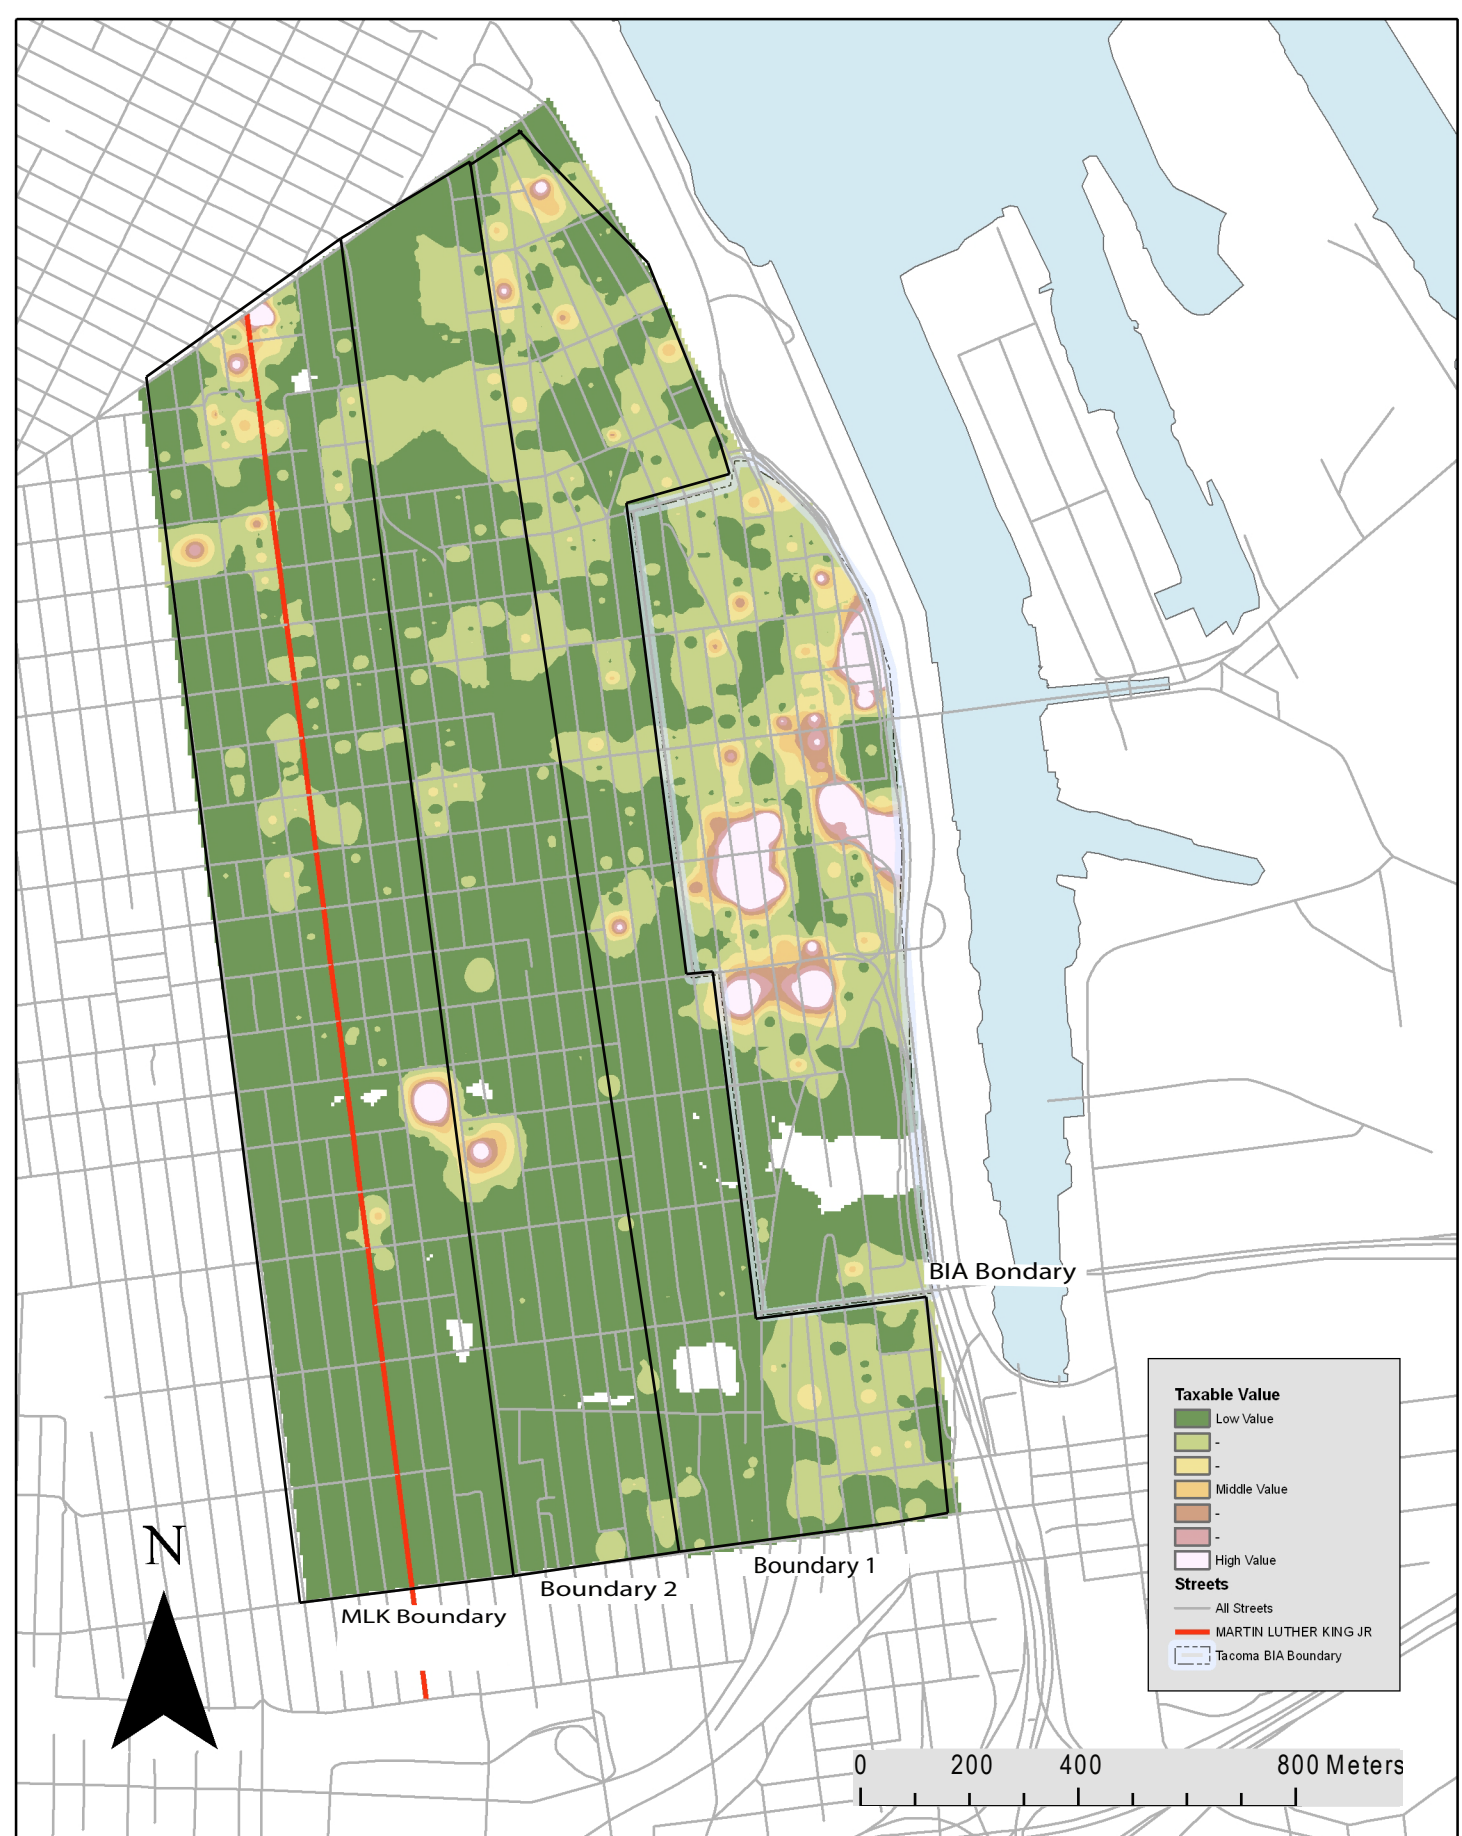 BIA Bondary
Taxable Value
Low Value
-
-
Middle Value
-
-
High Value
Streets
All Streets
MARTIN LUTHER KING JR
Tacoma BIA Boundary
N
Boundary 1
Boundary 2
MLK Boundary
0 200 400 800 Meters